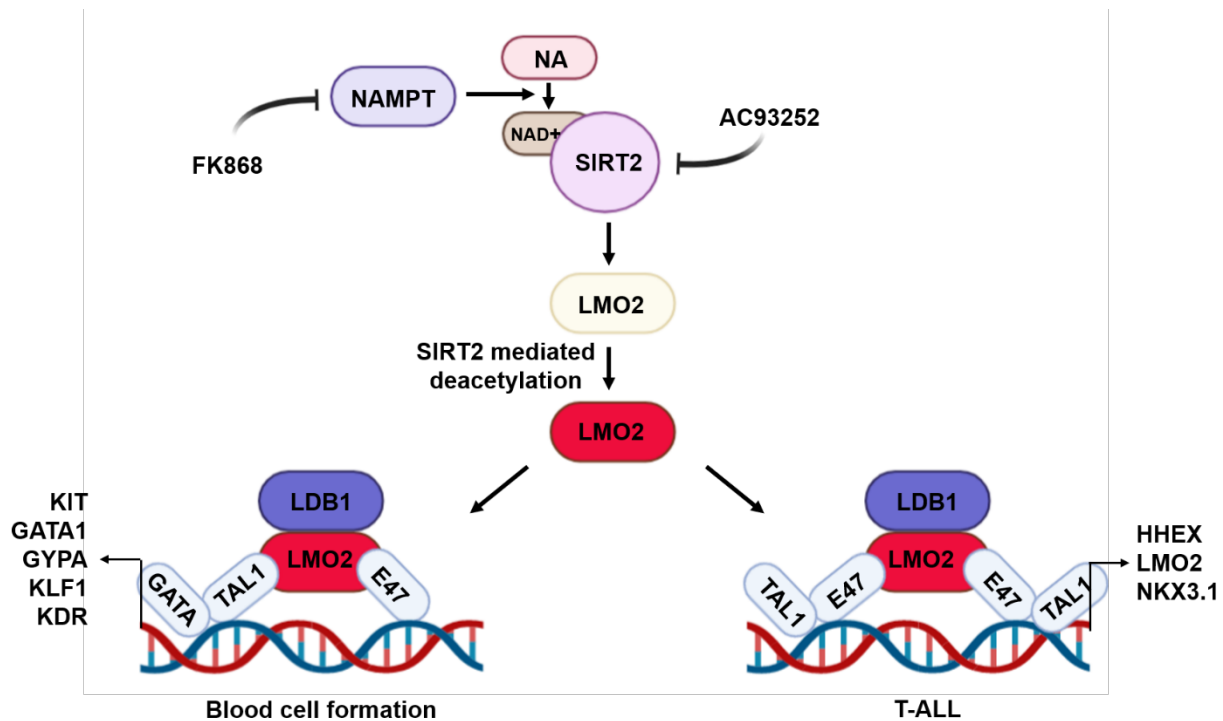 NA
NAMPT
NAD+
AC93252
FK868
SIRT2
LMO2
SIRT2 mediated
deacetylation
LMO2
LDB1
LMO2
GATA
TAL1
E47
KIT
GATA1
GYPA
KLF1
KDR
Blood cell formation
LDB1
LMO2
TAL1
E47
E47
TAL1
HHEX
LMO2
NKX3.1
T-ALL